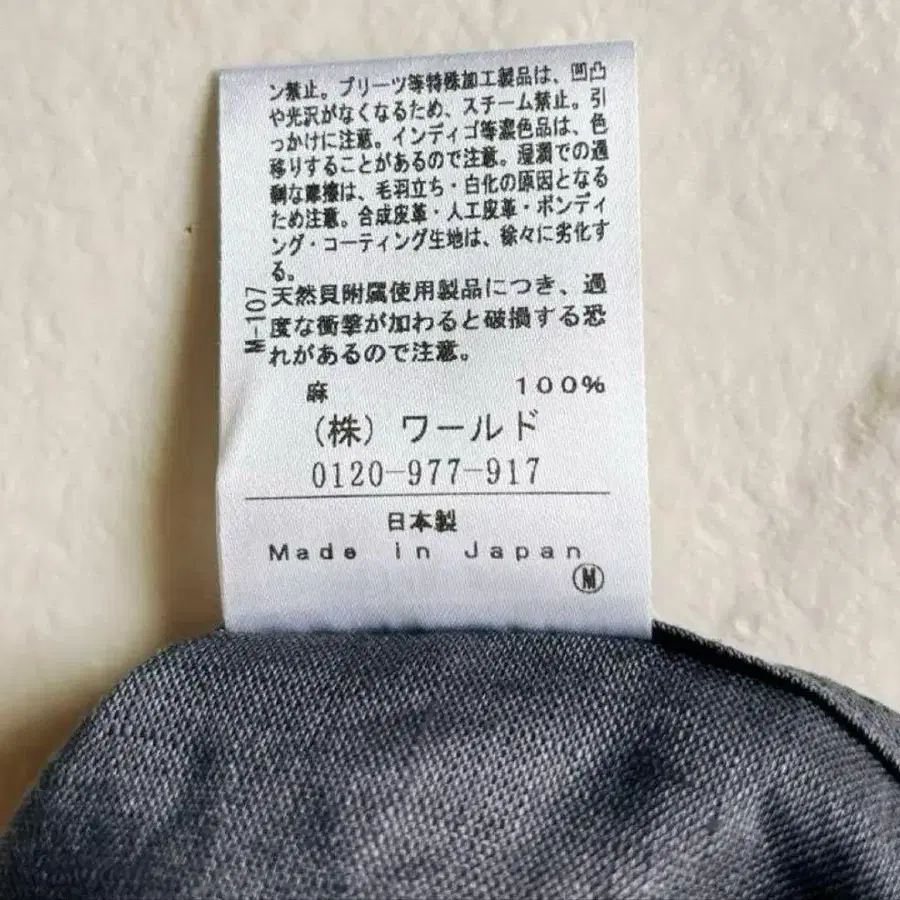 ン禁止。プリーツ等特殊加工製品は、凹凸
や光沢がなくなるため、スチーム禁止。引
っかけに注意。インディゴ等濃色品は、色
移りすることがあるので注意。湿潤での過
剰な摩擦は、毛羽立ち・白化の原因となる
ため注意。合成皮革・人工皮革・ボンディ
ング・コーティング生地は、徐々に劣化す
る。
天然貝附属使用製品につき、過
度な衝撃が加わると破損する恐
れがあるので注意。
M-107
麻 100%
(株) ワールド
0120-977-917
日本製
Made in Japan
M